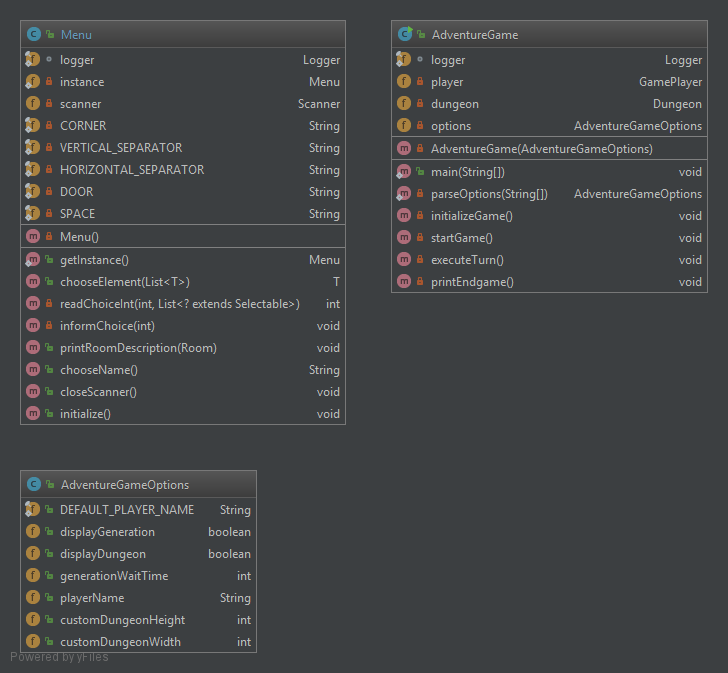 Menu
logger Logger
instance Menu
scanner Scanner
CORNER String
VERTICAL_SEPARATOR String
HORIZONTAL_SEPARATOR String
DOOR String
SPACE String
Menu()
getInstance() Menu
chooseElement(List<T>) T
readChoiceInt(int, List<? extends Selectable>) int
informChoice(int) void
printRoomDescription(Room) void
chooseName() String
closeScanner() void
initialize() void
AdventureGame
logger Logger
player GamePlayer
dungeon Dungeon
options AdventureGameOptions
AdventureGame(AdventureGameOptions)
main(String[]) void
parseOptions(String[]) AdventureGameOptions
initializeGame() void
startGame() void
executeTurn() void
printEndgame() void
AdventureGameOptions
DEFAULT_PLAYER_NAME String
displayGeneration boolean
displayDungeon boolean
generationWaitTime int
playerName String
customDungeonHeight int
customDungeonWidth int
Powered by yFiles